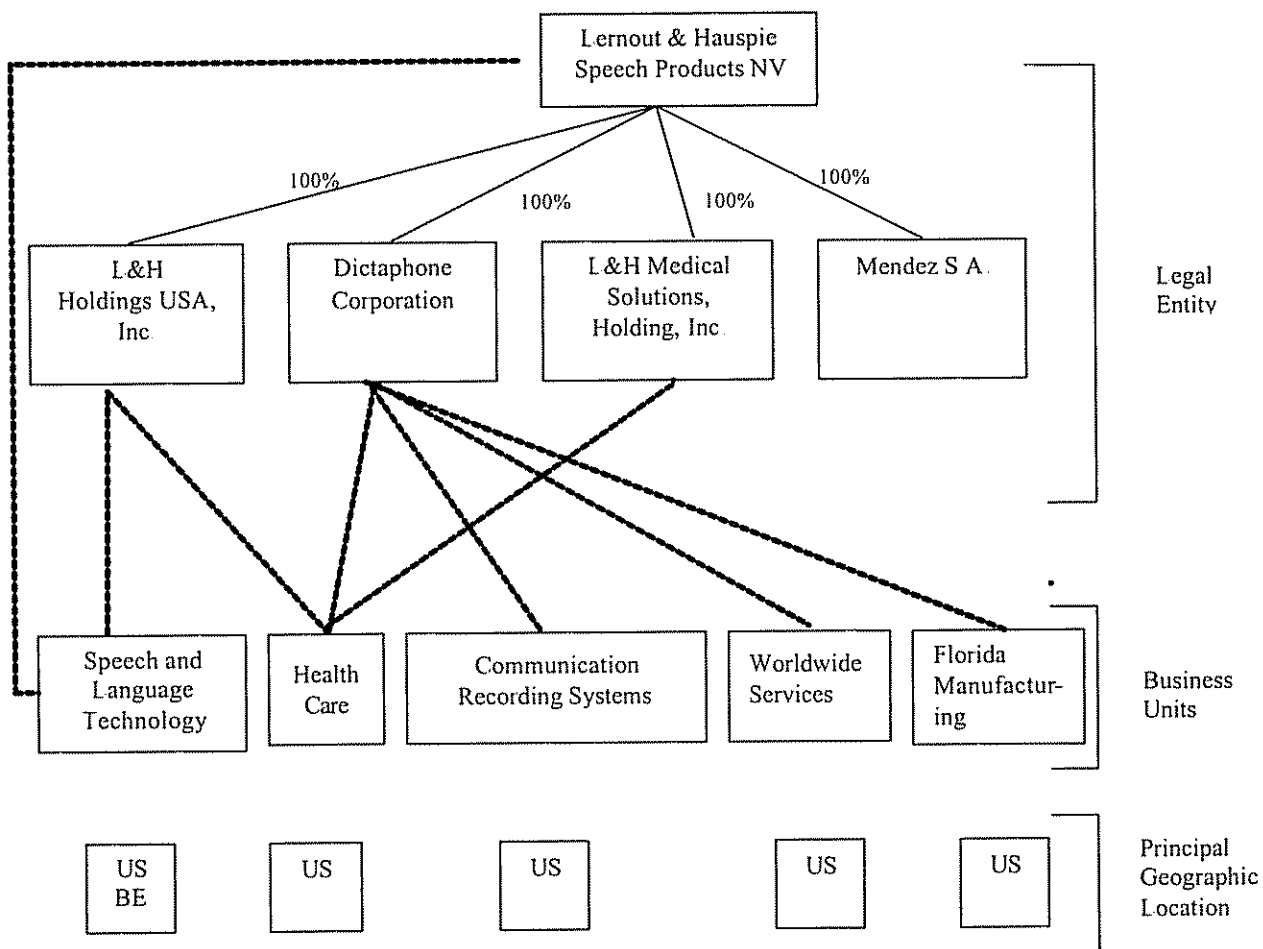 Lernout & Hauspie
Speech Products NV
100%
100%
100%
100%
L&H
Holdings USA,
Inc.
Dictaphone
Corporation
L&H Medical
Solutions,
Holding, Inc.
Mendez S A.
Legal
Entity
Speech and
Language
Technology
Health
Care
Communication
Recording Systems
Worldwide
Services
Florida
Manufactur-
ing
Business
Units
US
BE
US
US
US
US
Principal
Geographic
Location